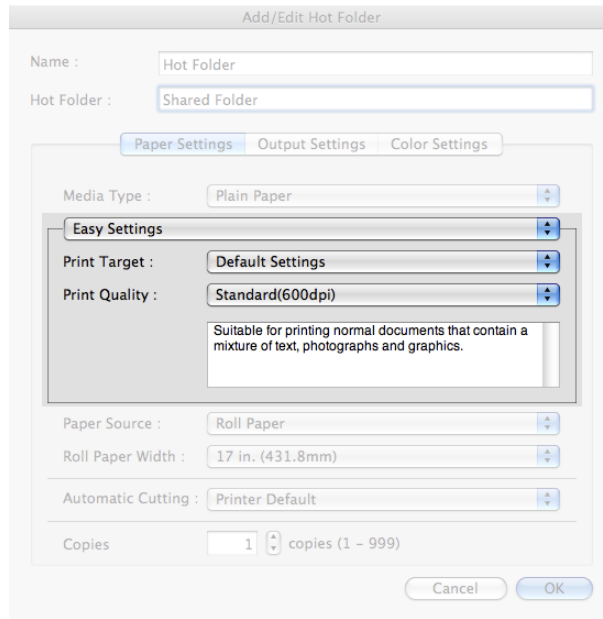 Add/Edit Hot Folder
Name : Hot Folder
Hot Folder : Shared Folder
Paper Settings Output Settings Color Settings
Media Type : Plain Paper
Easy Settings
Print Target : Default Settings
Print Quality : Standard(600dpi)
Suitable for printing normal documents that contain a
mixture of text, photographs and graphics.
Paper Source : Roll Paper
Roll Paper Width : 17 in. (431.8mm)
Automatic Cutting : Printer Default
Copies 1 copies (1 – 999)
Cancel OK